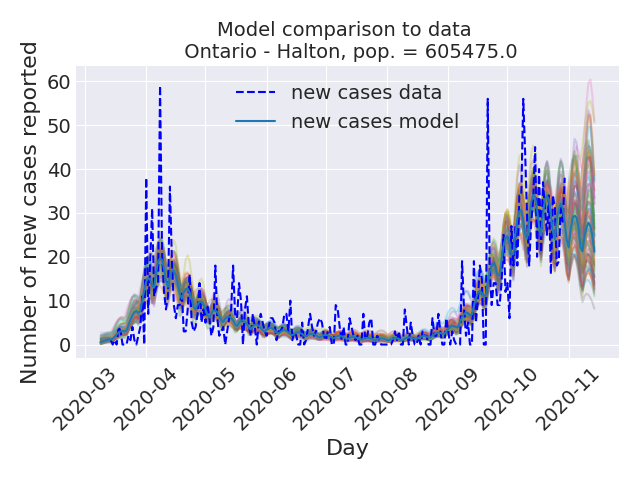 Model comparison to data
Ontario - Halton, pop. = 605475.0
new cases data
new cases model
Number of new cases reported
60
50
40
30
20
10
0
2020-03
2020-04
2020-05
2020-06
2020-07
2020-08
2020-09
2020-10
2020-11
Day